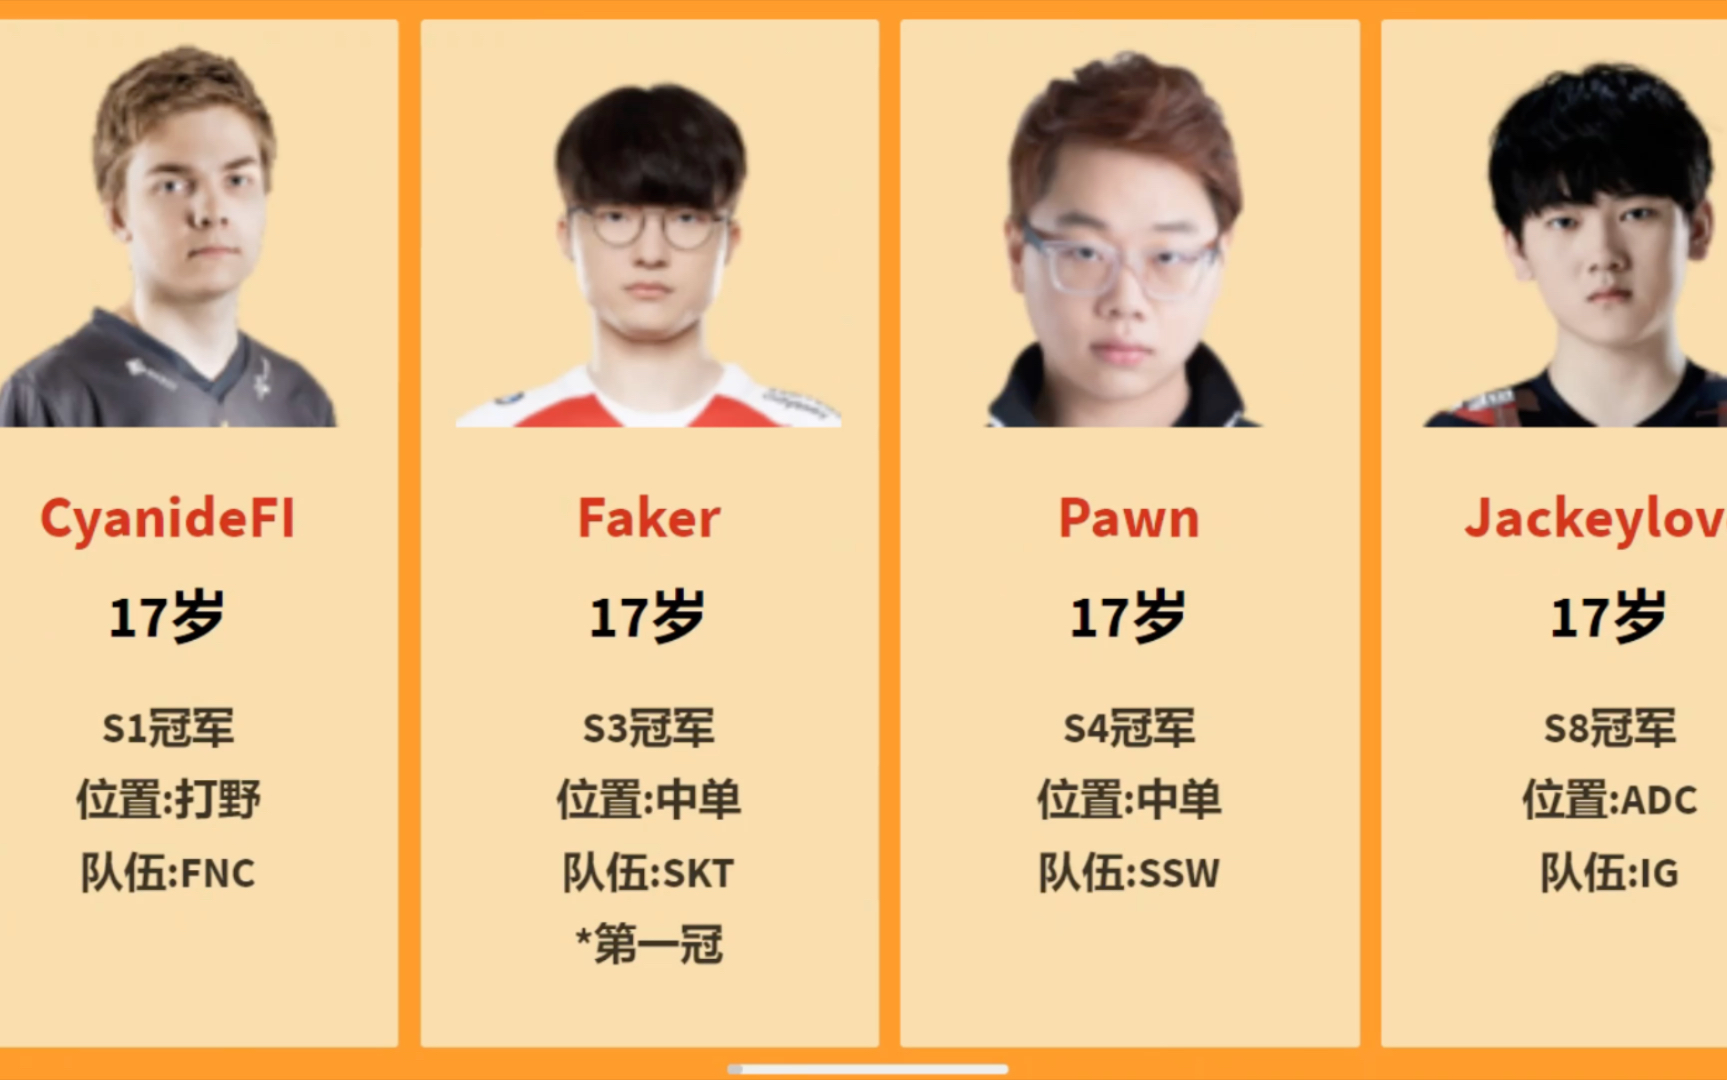 CyanideFI
17岁
S1冠军
位置:打野
队伍:FNC
Faker
17岁
S3冠军
位置:中单
队伍:SKT
*第一冠
Pawn
17岁
S4冠军
位置:中单
队伍:SSW
Jackeylov
17岁
S8冠军
位置:ADC
队伍:IG